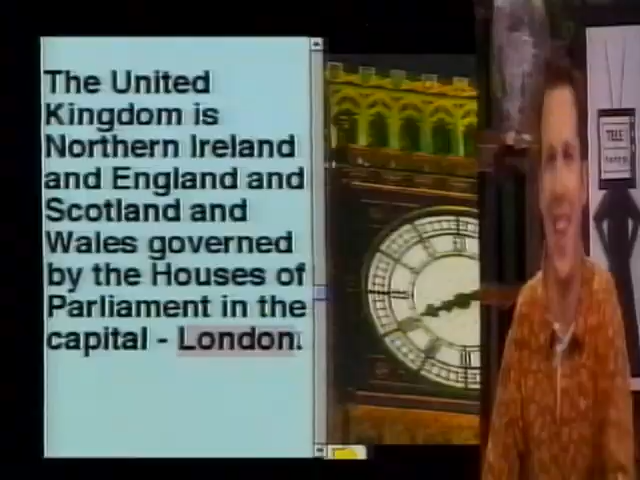 The United
Kingdom is
Northern Ireland
and England and
Scotland and
Wales governed
by the Houses of
Parliament in the
capital - London.
TELE